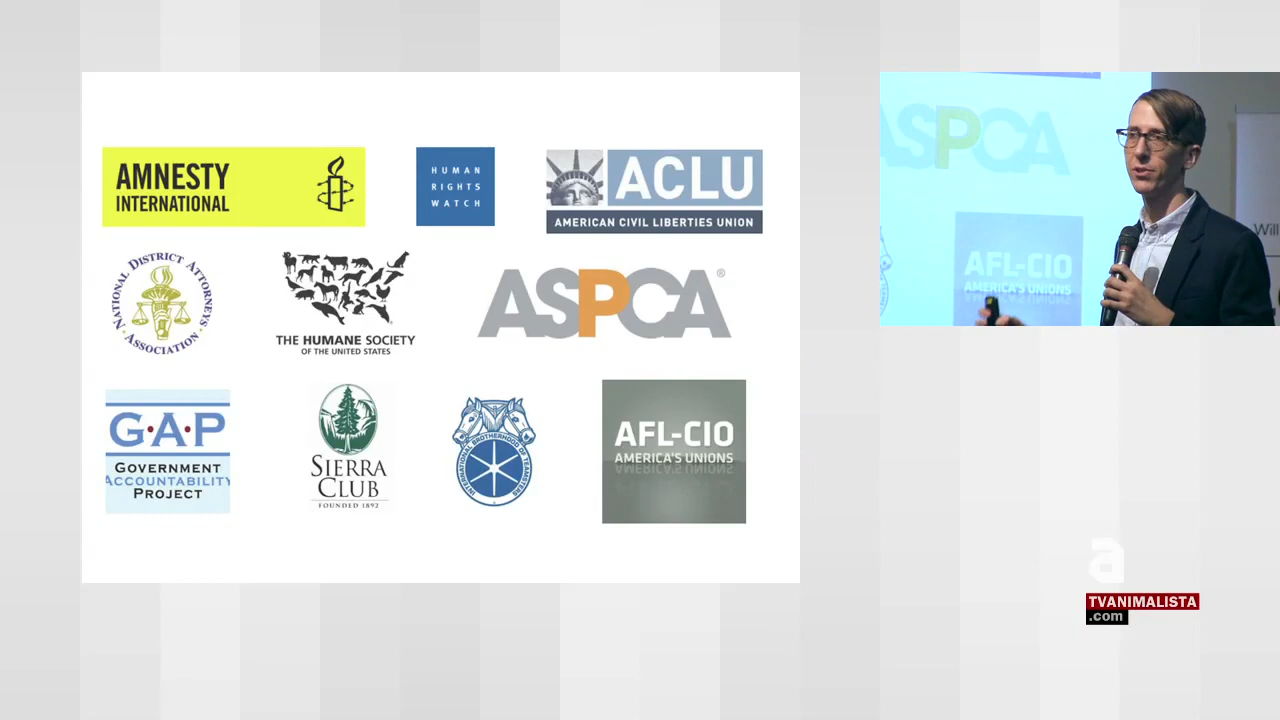 AMNESTY
INTERNATIONAL
HUMAN
RIGHTS
WATCH
ACLU
AMERICAN CIVIL LIBERTIES UNION
NATIONAL DISTRICT ATTORNEYS
ASSOCIATION
THE HUMANE SOCIETY
OF THE UNITED STATES
ASPCA®
G·A·P
GOVERNMENT
ACCOUNTABILITY
PROJECT
SIERRA
CLUB
FOUNDED 1892
INTERNATIONAL BROTHERHOOD OF TEAMSTERS
AFL-CIO
AMERICA'S UNIONS
ASPCA
Will
AFL-CIO
AMERICA'S UNIONS
a
TVANIMALISTA
.com